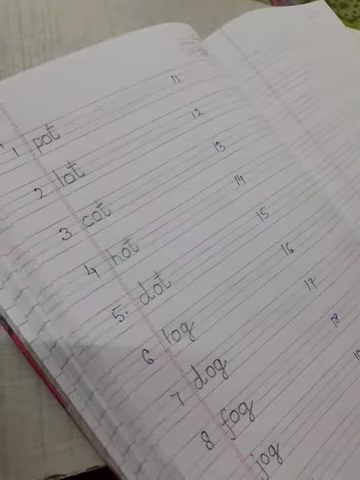 1 pot
2 lot
3 cot
4 hot
5. dot
6 log
7 dog
8 fog
jog
11
12
13
14
15
16
17
18